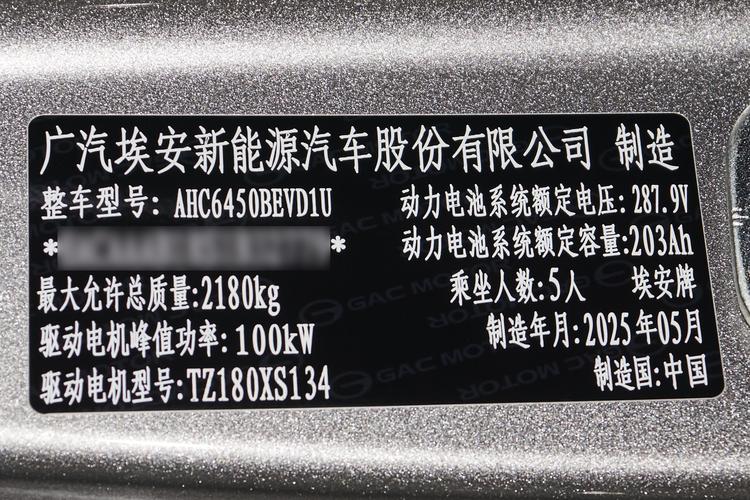 广汽埃安新能源汽车股份有限公司 制造
整车型号: AHC6450BEVD1U 动力电池系统额定电压: 287.9V
* * 动力电池系统额定容量:203Ah
最大允许总质量:2180kg 乘坐人数:5人 埃安牌
驱动电机峰值功率:100kW 制造年月:2025年05月
驱动电机型号:TZ180XS134 制造国:中国
GAC MOTOR
GAC MOTOR